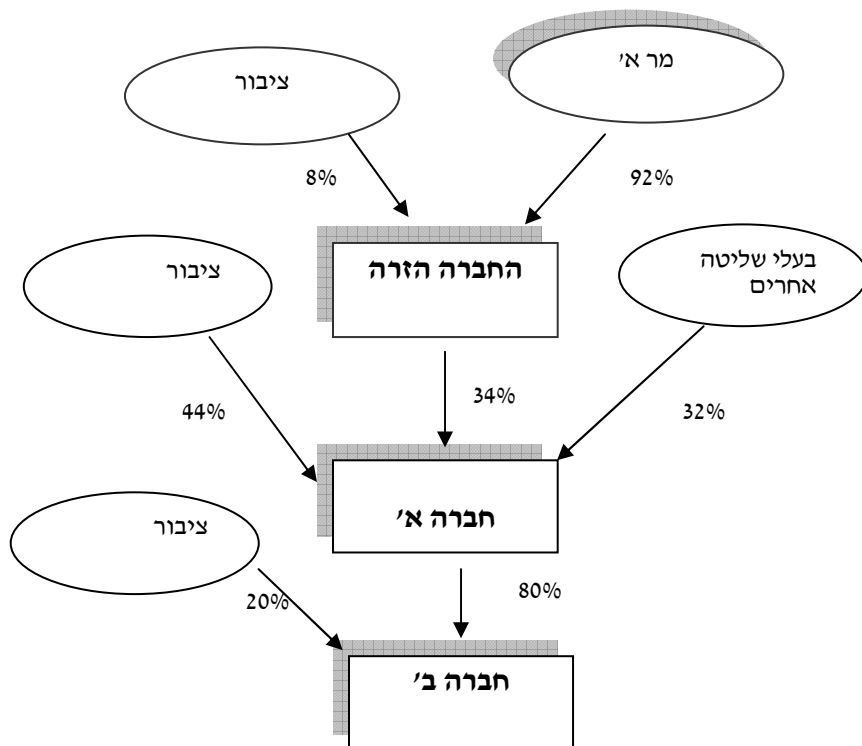 מר א'
ציבור
92%
8%
בעלי שליטה
אחרים
החברה הזרה
ציבור
32%
34%
44%
חברה א'
ציבור
80%
20%
חברה ב'